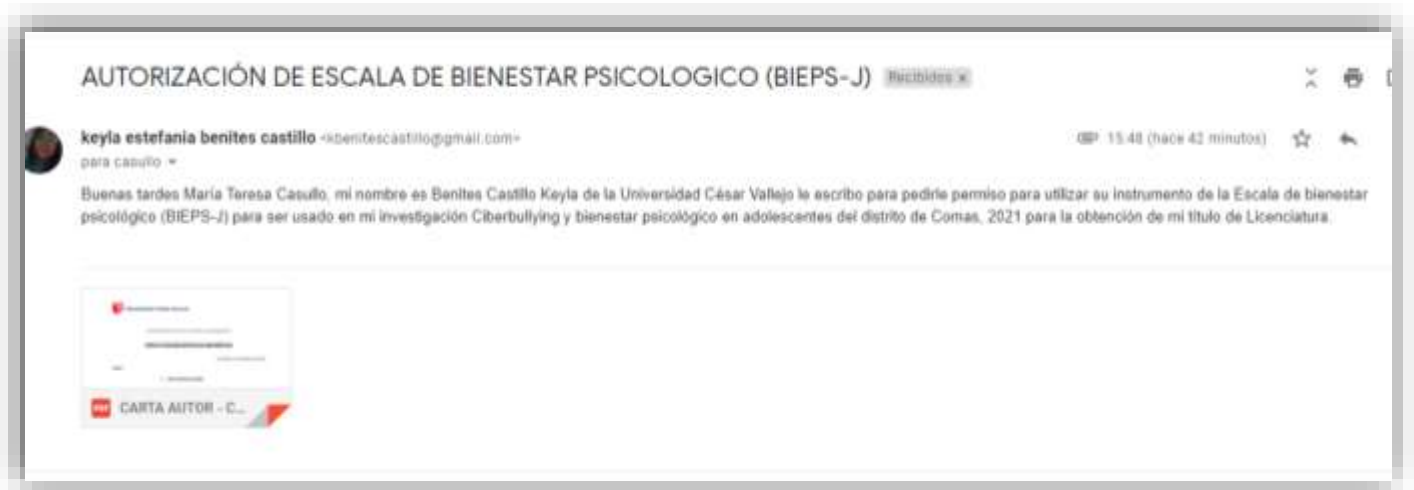 AUTORIZACIÓN DE ESCALA DE BIENESTAR PSICOLOGICO (BIEPS-J) Recibidos x
keyla estefania benites castillo <kbenitescastillo@gmail.com>
15:48 (hace 42 minutos)
para casullo
Buenas tardes María Teresa Casullo, mi nombre es Benites Castillo Keyla de la Universidad César Vallejo le escribo para pedirle permiso para utilizar su instrumento de la Escala de bienestar
psicológico (BIEPS-J) para ser usado en mi investigación Ciberbullying y bienestar psicológico en adolescentes del distrito de Comas, 2021 para la obtención de mi título de Licenciatura.
CARTA AUTOR - C...